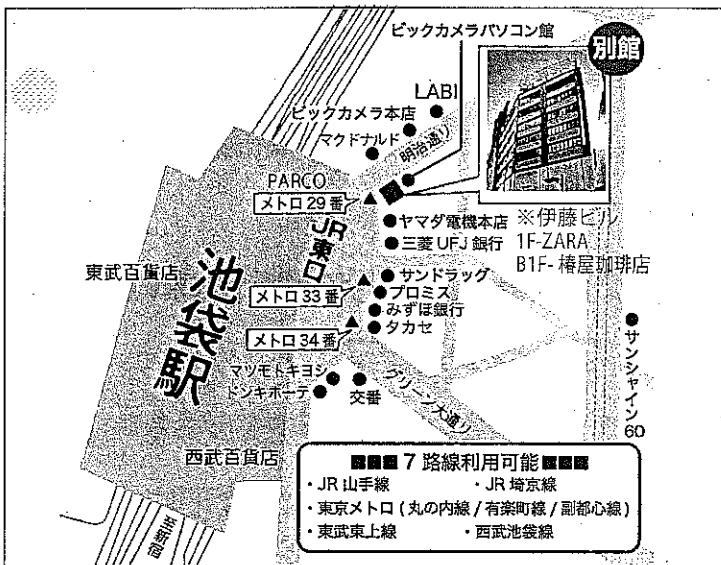 ビックカメラパソコン館
別館
LABI
ビックカメラ本店
マクドナルド
明治通り
PARCO
メトロ29番
JR東口
ヤマダ電機本店
※伊藤ビル
三菱UFJ銀行
1F-ZARA
B1F-椿屋珈琲店
東武百貨店
池袋駅
サンドラッグ
メトロ33番
プロミス
みずほ銀行
メトロ34番
タカセ
サンシャイン60
マツモトキヨシ
ドンキホーテ
交番
グリーン大通り
西武百貨店
■■■7路線利用可能■■■
・JR山手線 ・JR埼京線
・東京メトロ(丸の内線/有楽町線/副都心線)
・東武東上線 ・西武池袋線
至新宿